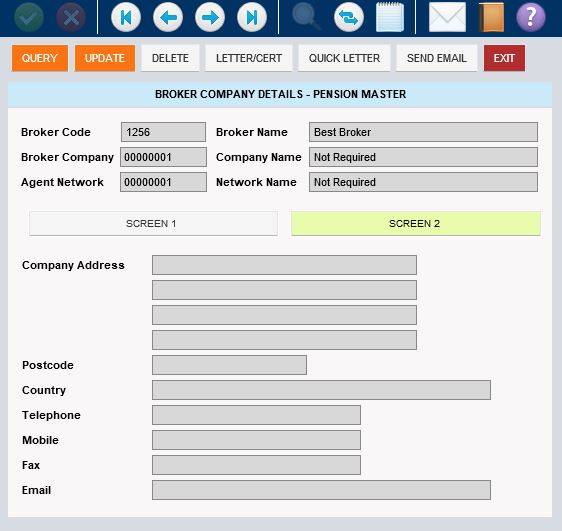 ?
QUERY UPDATE DELETE LETTER/CERT QUICK LETTER SEND EMAIL EXIT
BROKER COMPANY DETAILS - PENSION MASTER
Broker Code 1256 Broker Name Best Broker
Broker Company 00000001 Company Name Not Required
Agent Network 00000001 Network Name Not Required
SCREEN 1 SCREEN 2
Company Address
Postcode
Country
Telephone
Mobile
Fax
Email